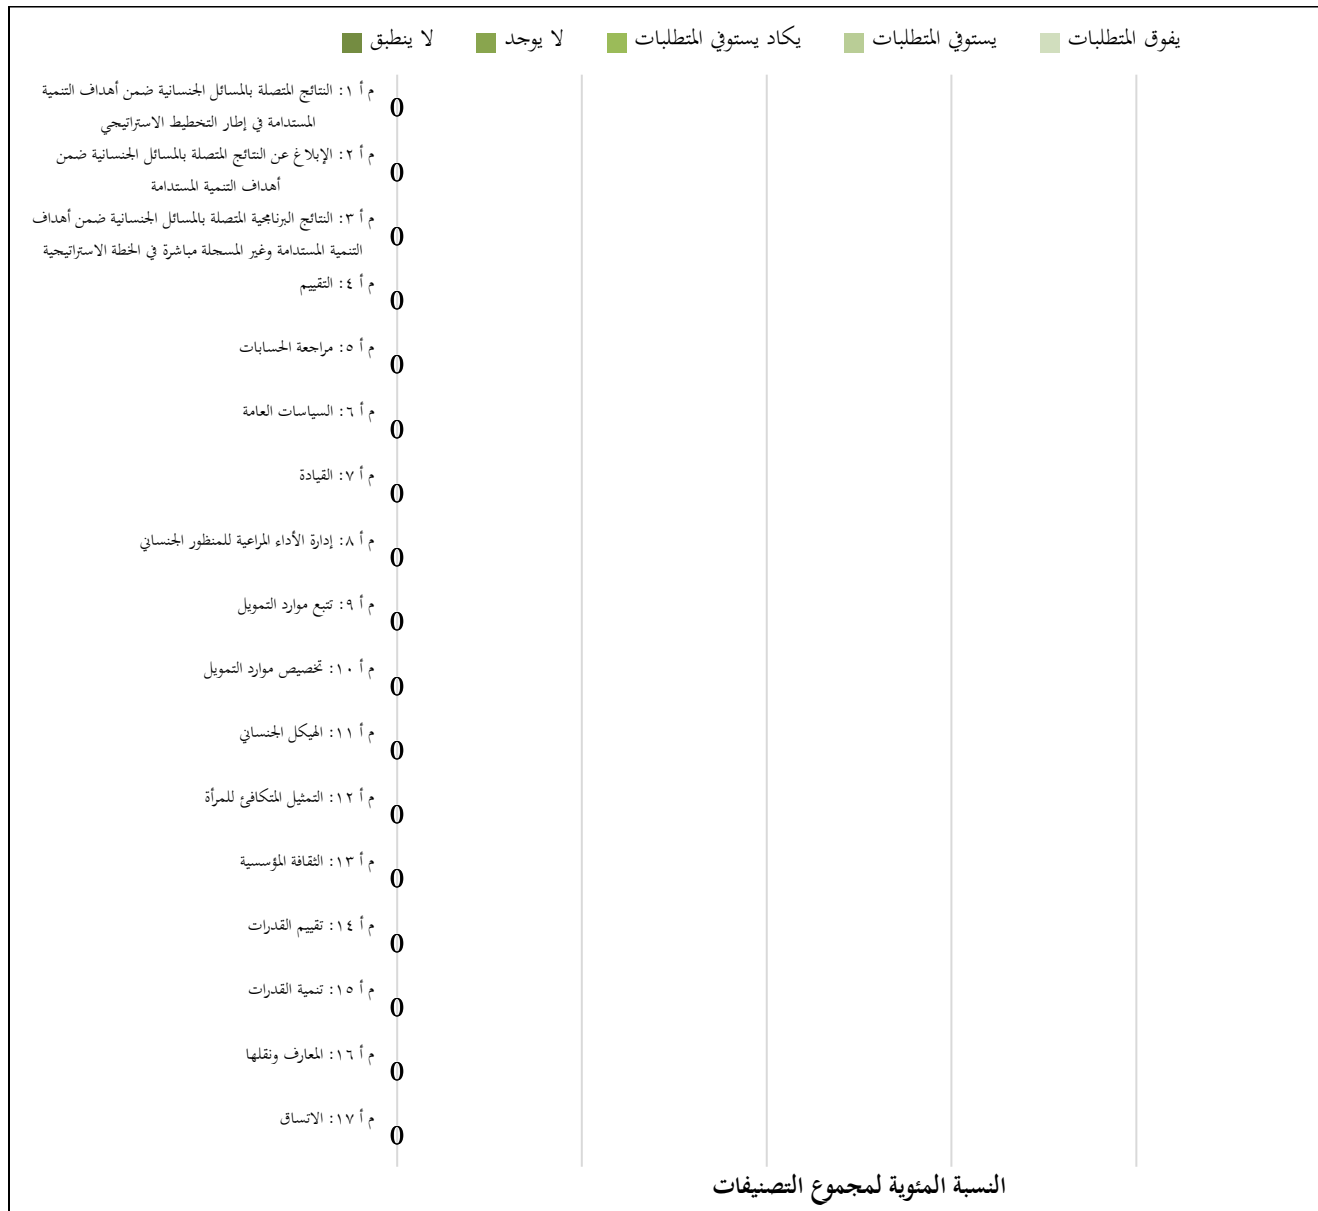 يفوق المتطلبات يستوفي المتطلبات يكاد يستوفي المتطلبات لا يوجد لا ينطبق
م أ ١: النتائج المتصلة بالمسائل الجنسانية ضمن أهداف التنمية
المستدامة في إطار التخطيط الاستراتيجي
0
م أ ٢: الإبلاغ عن النتائج المتصلة بالمسائل الجنسانية ضمن
أهداف التنمية المستدامة
0
م أ ٣: النتائج البرنامجية المتصلة بالمسائل الجنسانية ضمن أهداف
التنمية المستدامة وغير المسجلة مباشرة في الخطة الاستراتيجية
0
م أ ٤: التقييم
0
م أ ٥: مراجعة الحسابات
0
م أ ٦: السياسات العامة
0
م أ ٧: القيادة
0
م أ ٨: إدارة الأداء المراعية للمنظور الجنساني
0
م أ ٩: تتبع موارد التمويل
0
م أ ١٠: تخصيص موارد التمويل
0
م أ ١١: الهيكل الجنساني
0
م أ ١٢: التمثيل المتكافئ للمرأة
0
م أ ١٣: الثقافة المؤسسية
0
م أ ١٤: تقييم القدرات
0
م أ ١٥: تنمية القدرات
0
م أ ١٦: المعارف ونقلها
0
م أ ١٧: الاتساق
0
النسبة المئوية لمجموع التصنيفات